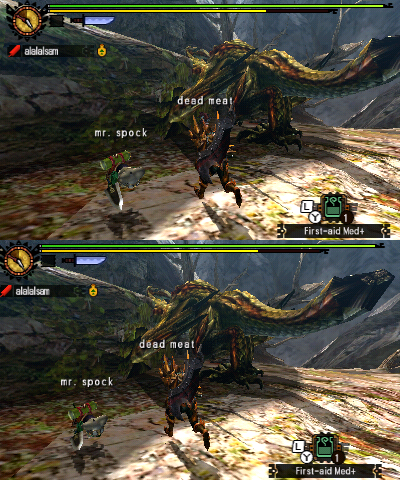 alalalsam
dead meat
mr. spock
L
Y
1
First-aid Med+
alalalsam
dead meat
mr. spock
L
Y
1
First-aid Med+